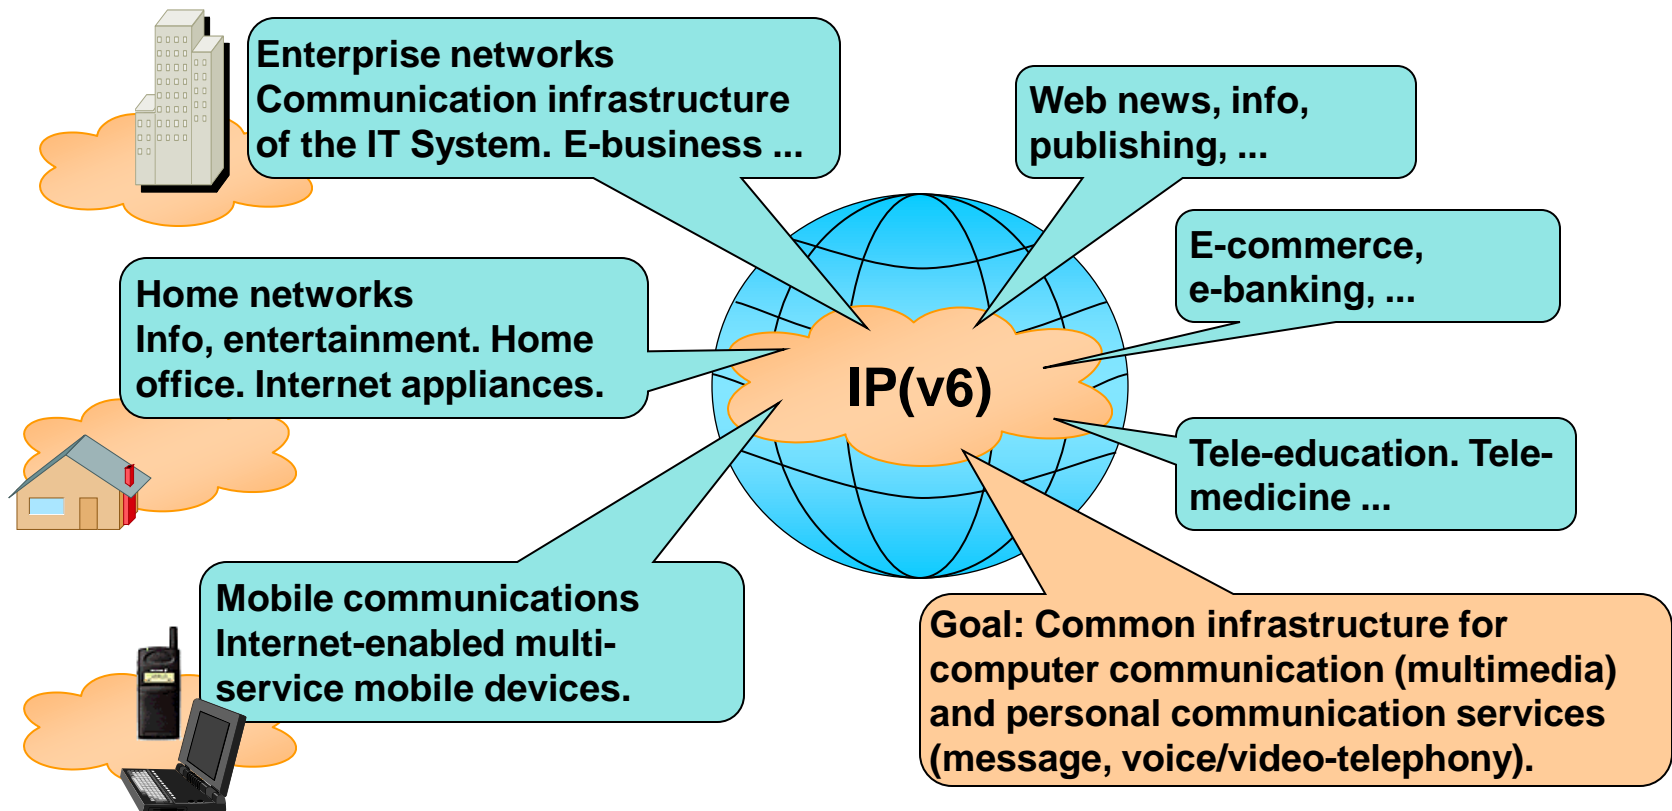 Enterprise networks
Communication infrastructure
of the IT System. E-business ...
Web news, info,
publishing, ...
E-commerce,
e-banking, ...
Home networks
Info, entertainment. Home
office. Internet appliances.
IP(v6)
Tele-education. Tele-
medicine ...
Mobile communications
Internet-enabled multi-
service mobile devices.
Goal: Common infrastructure for
computer communication (multimedia)
and personal communication services
(message, voice/video-telephony).